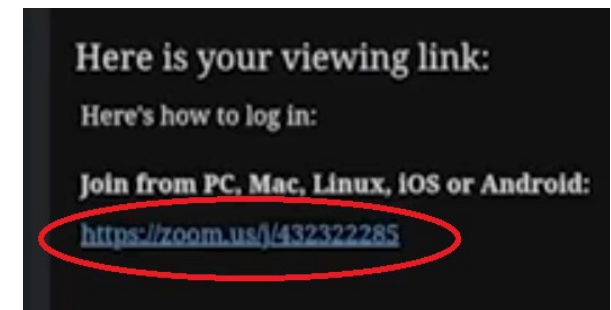 Here is your viewing link:
Here's how to log in:
Join from PC, Mac, Linux, iOS or Android:
https://zoom.us/j/432322285